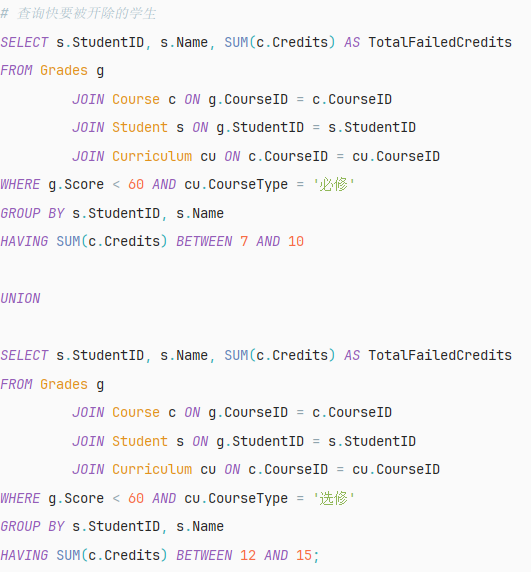 # 查询快要被开除的学生
SELECT s.StudentID, s.Name, SUM(c.Credits) AS TotalFailedCredits
FROM Grades g
JOIN Course c ON g.CourseID = c.CourseID
JOIN Student s ON g.StudentID = s.StudentID
JOIN Curriculum cu ON c.CourseID = cu.CourseID
WHERE g.Score < 60 AND cu.CourseType = '必修'
GROUP BY s.StudentID, s.Name
HAVING SUM(c.Credits) BETWEEN 7 AND 10
UNION
SELECT s.StudentID, s.Name, SUM(c.Credits) AS TotalFailedCredits
FROM Grades g
JOIN Course c ON g.CourseID = c.CourseID
JOIN Student s ON g.StudentID = s.StudentID
JOIN Curriculum cu ON c.CourseID = cu.CourseID
WHERE g.Score < 60 AND cu.CourseType = '选修'
GROUP BY s.StudentID, s.Name
HAVING SUM(c.Credits) BETWEEN 12 AND 15;